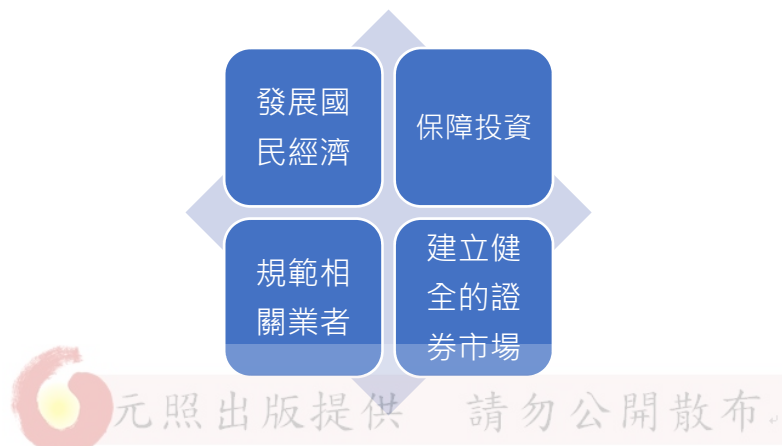 發展國
民經濟
保障投資
規範相
關業者
建立健
全的證
券市場
元照出版提供　請勿公開散布.